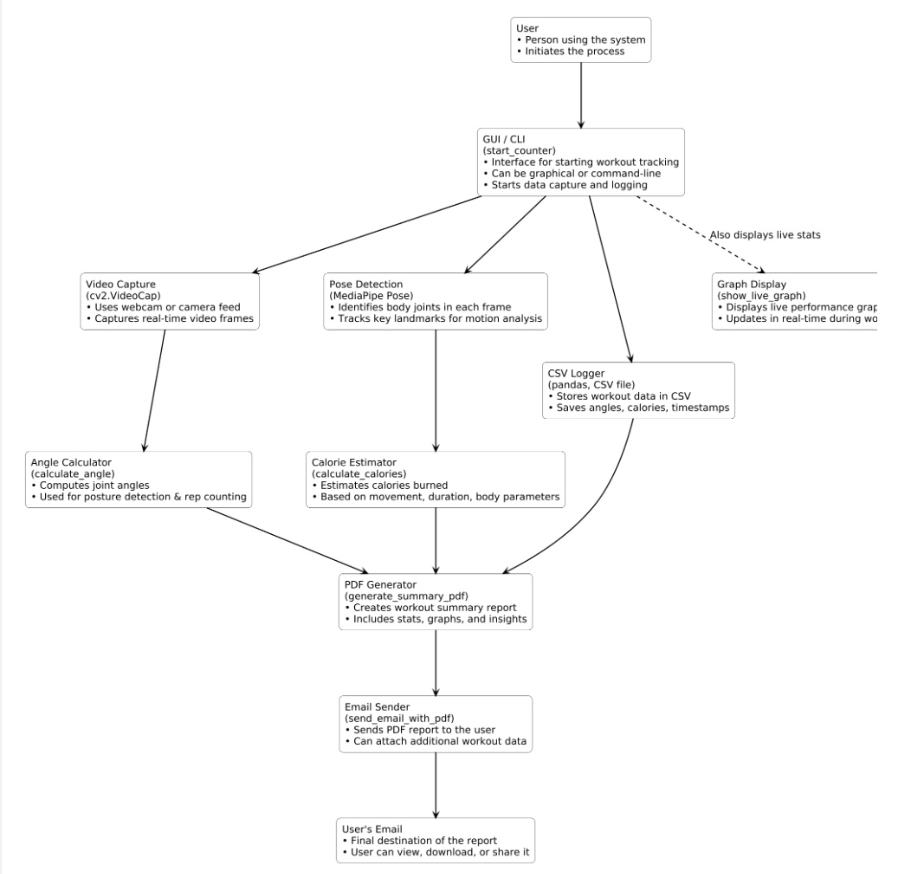 User
• Person using the system
• Initiates the process
GUI / CLI
(start_counter)
• Interface for starting workout tracking
• Can be graphical or command-line
• Starts data capture and logging
Also displays live stats
Video Capture
(cv2.VideoCap)
• Uses webcam or camera feed
• Captures real-time video frames
Pose Detection
(MediaPipe Pose)
• Identifies body joints in each frame
• Tracks key landmarks for motion analysis
Graph Display
(show_live_graph)
• Displays live performance
• Updates in real-time during
CSV Logger
(pandas, CSV file)
• Stores workout data in CSV
• Saves angles, calories, timestamps
Angle Calculator
(calculate_angle)
• Computes joint angles
• Used for posture detection & rep counting
Calorie Estimator
(calculate_calories)
• Estimates calories burned
• Based on movement, duration, body parameters
PDF Generator
(generate_summary_pdf)
• Creates workout summary report
• Includes stats, graphs, and insights
Email Sender
(send_email_with_pdf)
• Sends PDF report to the user
• Can attach additional workout data
User's Email
• Final destination of the report
• User can view, download, or share it